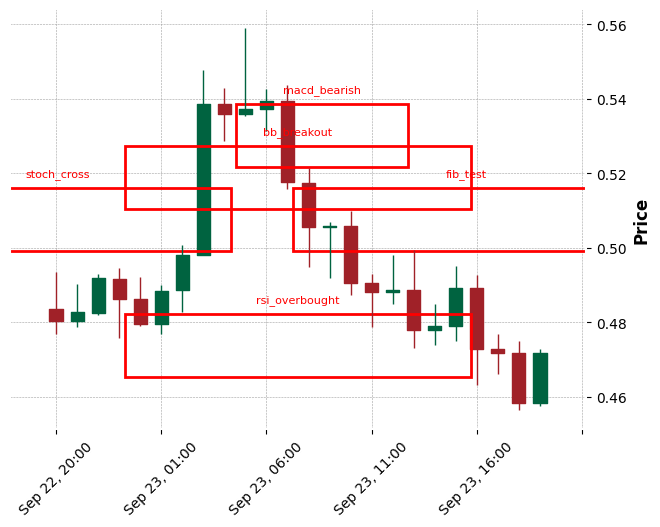 0.56
0.54
macd_bearish
bb_breakout
0.52
stoch_cross
fib_test
Price
0.50
0.48
rsi_overbought
0.46
Sep 22, 20:00
Sep 23, 01:00
Sep 23, 06:00
Sep 23, 11:00
Sep 23, 16:00